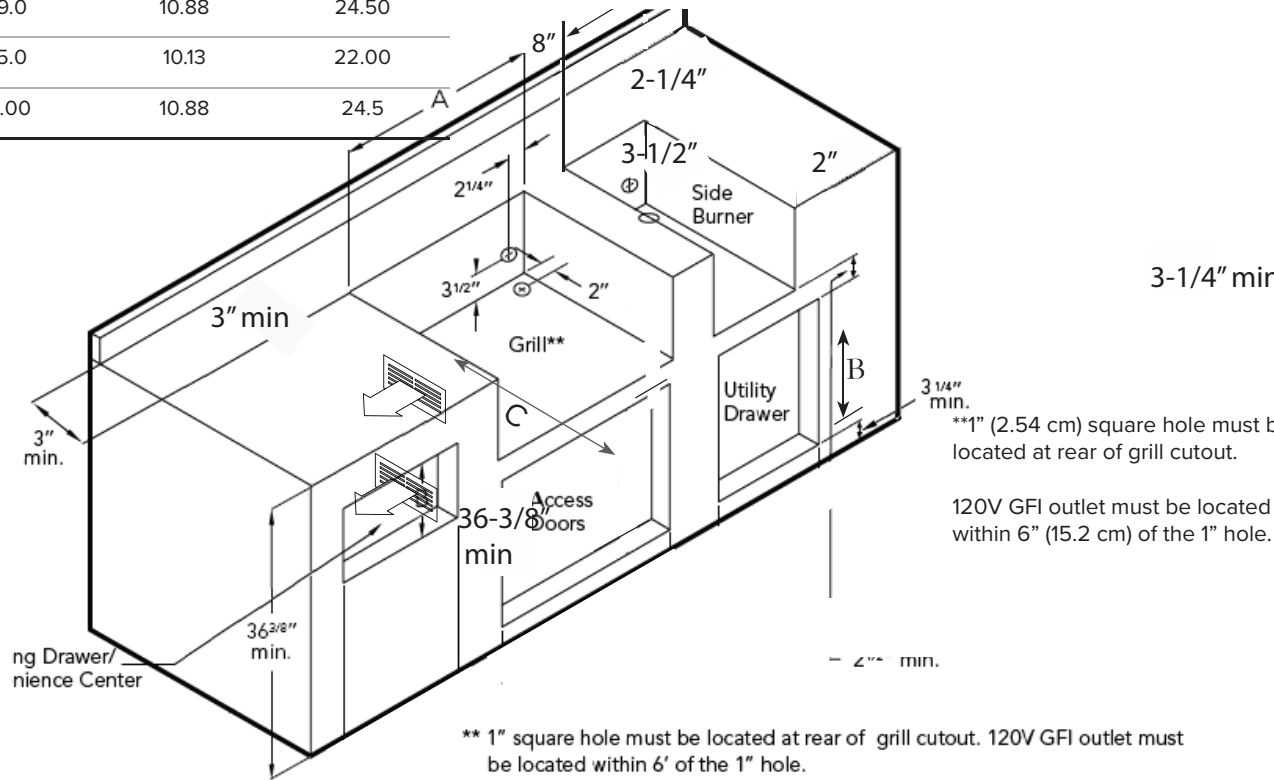 9.0 10.88 24.50
5.0 10.13 22.00
.00 10.88 24.5
8”
A
2-1/4”
3-1/2”
2”
2 1/4”
Side
Burner
3 1/2”
2”
3-1/4” min
3” min
Grill**
B
C
Utility
Drawer
3 1/4”
min.
3”
min.
**1” (2.54 cm) square hole must b
located at rear of grill cutout.
120V GFI outlet must be located
within 6” (15.2 cm) of the 1” hole.
Access
Doors
36-3/8”
min
36 3/8”
min.
ng Drawer/
nience Center
min.
** 1” square hole must be located at rear of grill cutout. 120V GFI outlet must
be located within 6’ of the 1” hole.